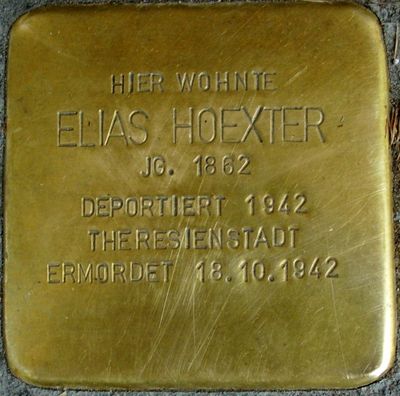 HIER WOHNTE
ELIAS HOEXTER
JG. 1862
DEPORTIERT 1942
THERESIENSTADT
ERMORDET 18.10.1942